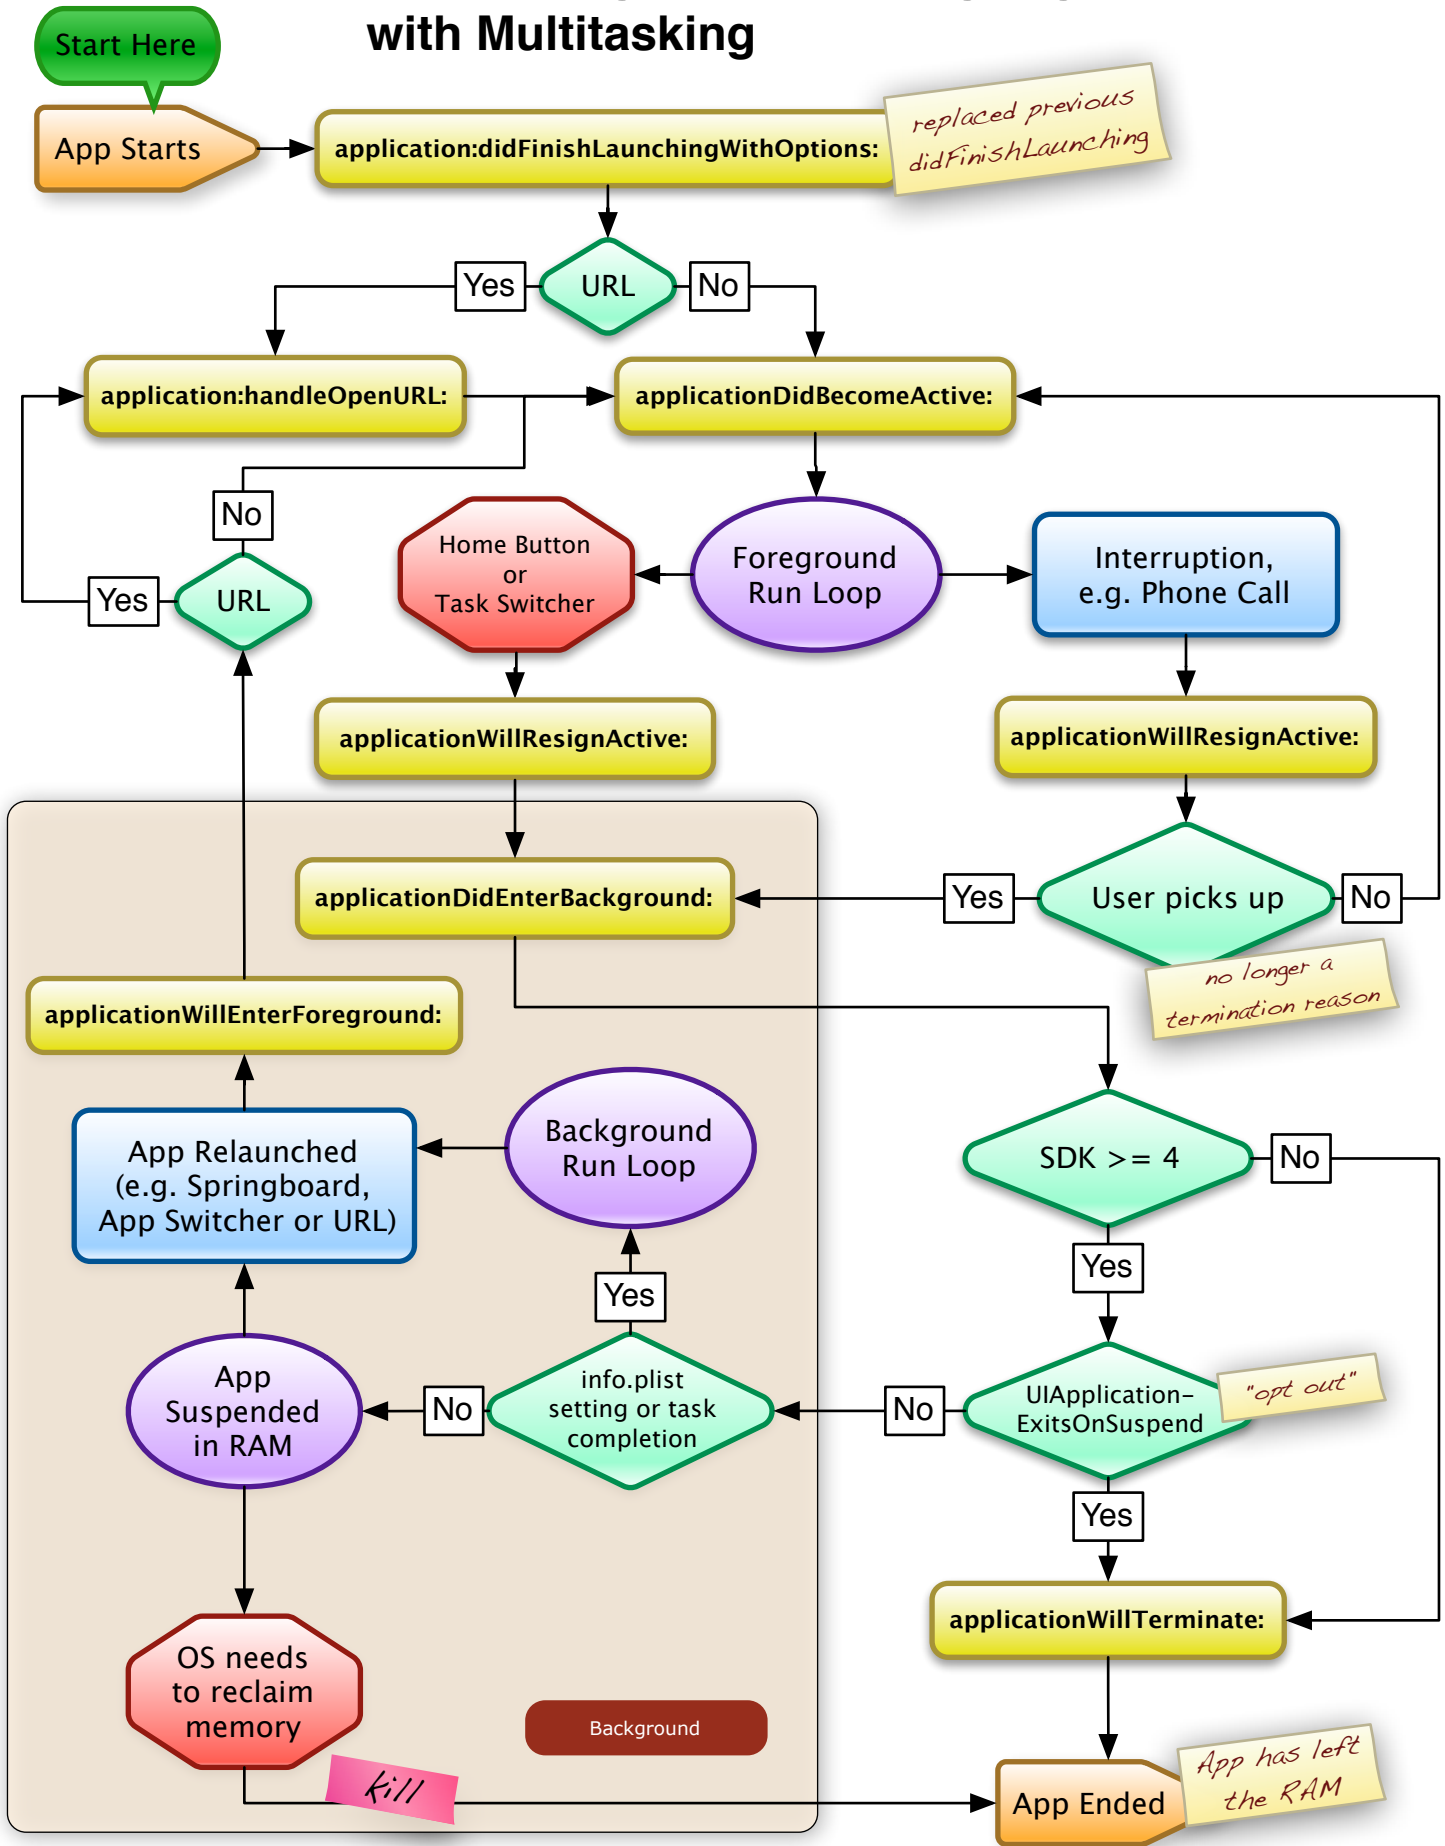 with Multitasking
Start Here
App Starts
application:didFinishLaunchingWithOptions:
replaced previous
didFinishLaunching
URL
Yes
No
application:handleOpenURL:
applicationDidBecomeActive:
No
Yes
URL
Home Button
or
Task Switcher
Foreground
Run Loop
Interruption,
e.g. Phone Call
applicationWillResignActive:
applicationWillResignActive:
applicationDidEnterBackground:
Yes
User picks up
No
no longer a
termination reason
applicationWillEnterForeground:
App Relaunched
(e.g. Springboard,
App Switcher or URL)
Background
Run Loop
SDK >= 4
No
Yes
Yes
App
Suspended
in RAM
No
info.plist
setting or task
completion
No
UIApplication-
ExitsOnSuspend
"opt out"
Yes
applicationWillTerminate:
OS needs
to reclaim
memory
Background
kill
App Ended
App has left
the RAM